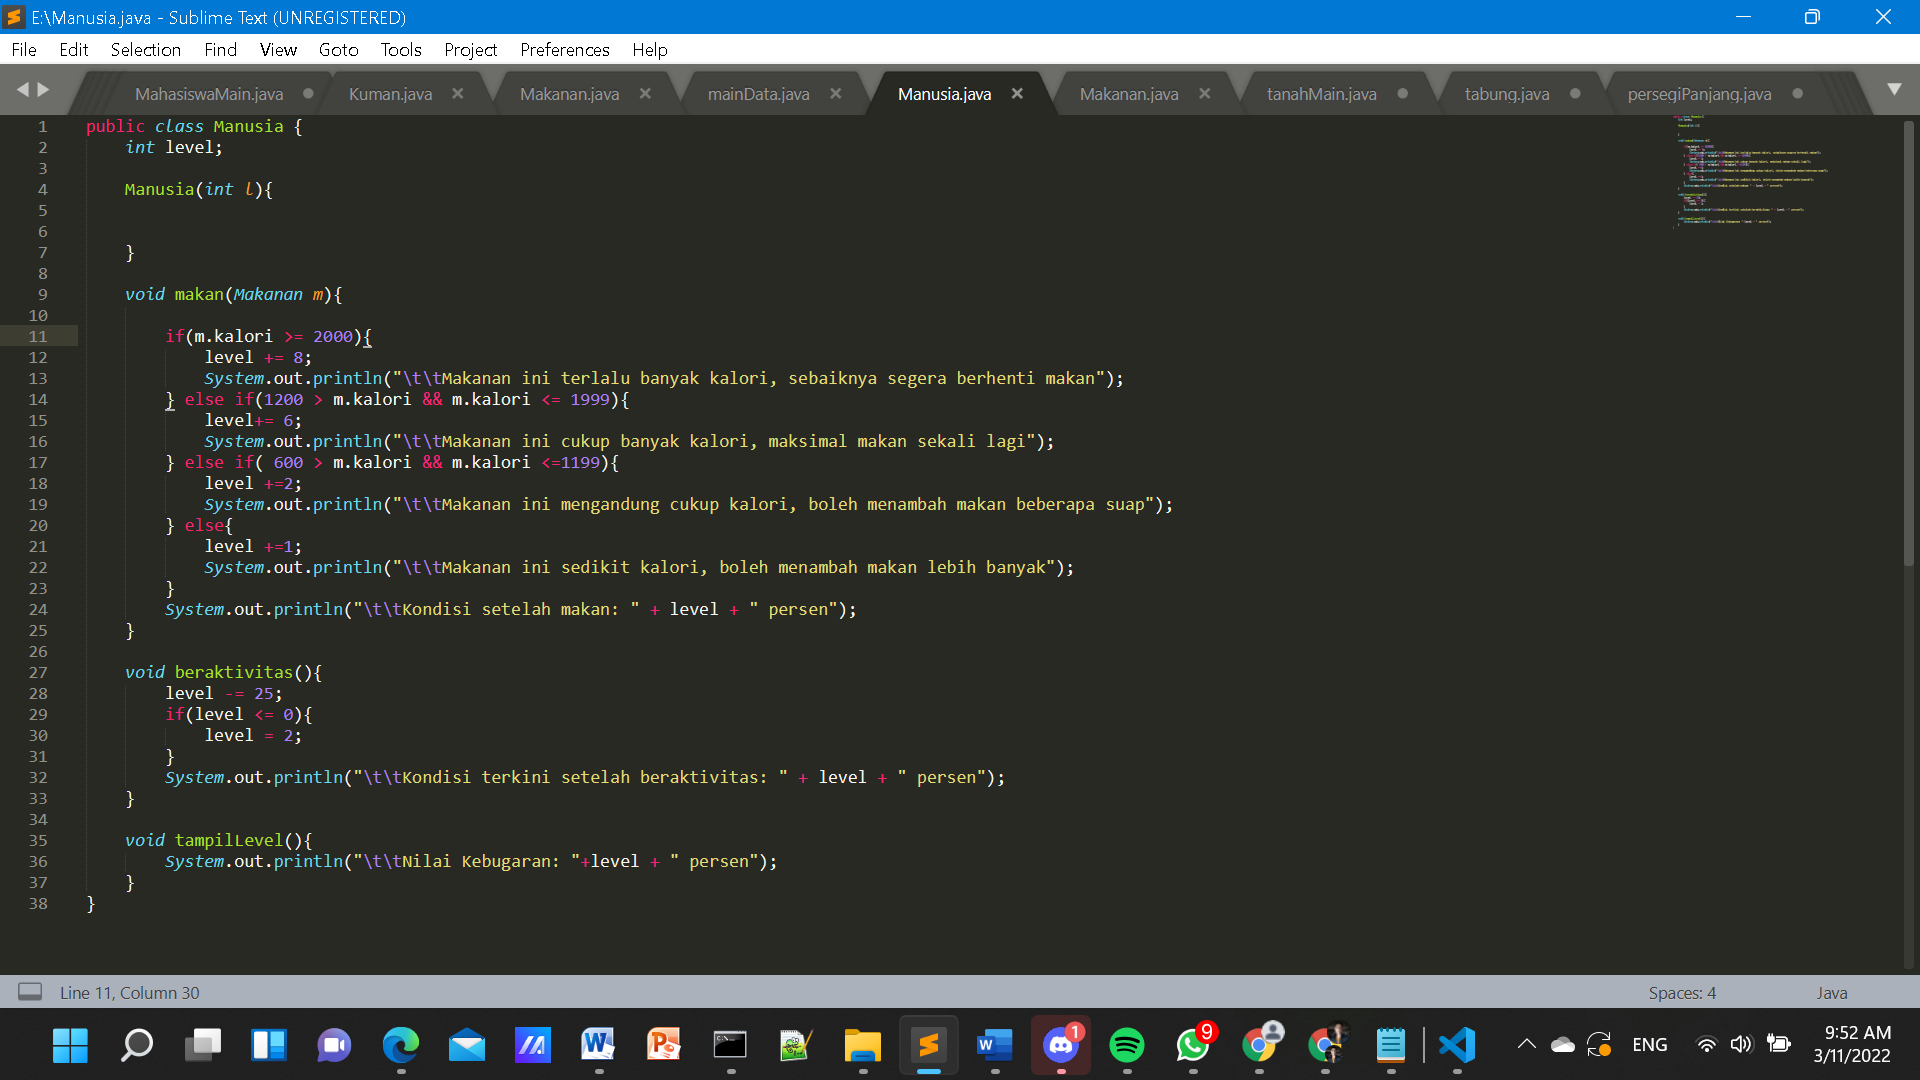 E:\Manusia.java - Sublime Text (UNREGISTERED)
File Edit Selection Find View Goto Tools Project Preferences Help
MahasiswaMain.java Kuman.java Makanan.java mainData.java Manusia.java Makanan.java tanahMain.java tabung.java persegiPanjang.java
1 public class Manusia {
2 int level;
3
4 Manusia(int l){
5
6
7 }
8
9 void makan(Makanan m){
10
11 if(m.kalori >= 2000){
12 level += 8;
13 System.out.println("\t\tMakanan ini terlalu banyak kalori, sebaiknya segera berhenti makan");
14 } else if(1200 > m.kalori && m.kalori <= 1999){
15 level+= 6;
16 System.out.println("\t\tMakanan ini cukup banyak kalori, maksimal makan sekali lagi");
17 } else if( 600 > m.kalori && m.kalori <=1199){
18 level +=2;
19 System.out.println("\t\tMakanan ini mengandung cukup kalori, boleh menambah makan beberapa suap");
20 } else{
21 level +=1;
22 System.out.println("\t\tMakanan ini sedikit kalori, boleh menambah makan lebih banyak");
23 }
24 System.out.println("\t\tKondisi setelah makan: " + level + " persen");
25 }
26
27 void beraktivitas(){
28 level -= 25;
29 if(level <= 0){
30 level = 2;
31 }
32 System.out.println("\t\tKondisi terkini setelah beraktivitas: " + level + " persen");
33 }
34
35 void tampilLevel(){
36 System.out.println("\t\tNilai Kebugaran: "+level + " persen");
37 }
38 }
Line 11, Column 30 Spaces: 4 Java
1 9 ENG 9:52 AM
3/11/2022